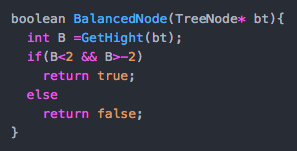 boolean BalancedNode(TreeNode* bt){
  int B =GetHight(bt);
  if(B<2 && B>-2)
    return true;
  else
    return false;
}